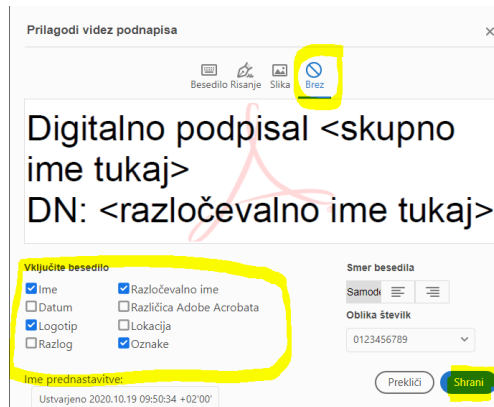 Prilagodi videz podnapisa
Besedilo Risanje Slika Brez
Digitalno podpisal <skupno
ime tukaj>
DN: <razločevalno ime tukaj>
Vključite besedilo
Ime
Razločevalno ime
Datum
Različica Adobe Acrobata
Logotip
Lokacija
Razlog
Oznake
Smer besedila
Samode
Oblika številk
0123456789
Ime prednastavitve:
Ustvarjeno 2020.10.19 09:50:34 +02'00'
Prekliči
Shrani